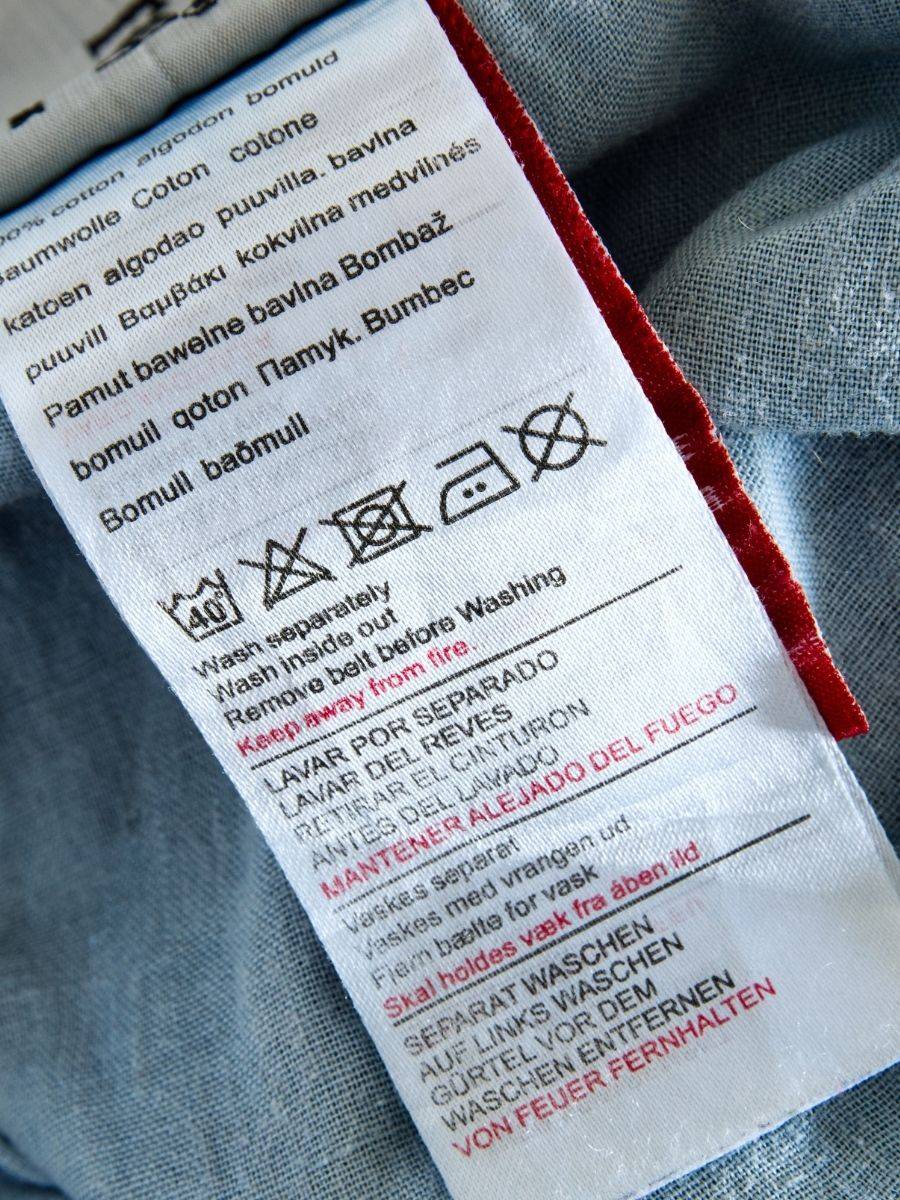 00% cotton algodon bomuld
Baumwolle Coton cotone
katoen algodao puuvilla. bavlna
puuvill Βαμβάκι kokvilna medvilnės
Pamut bawelne bavlna Bombaž
bomuil qoton Памук. Bumbec
Bomull baðmull
40°
Wash separately
Wash inside out
Remove belt before Washing
Keep away from fire.
LAVAR POR SEPARADO
LAVAR DEL REVES
RETIRAR EL CINTURON
ANTES DEL LAVADO
MANTENER ALEJADO DEL FUEGO
Vaskes separat
Vaskes med vrangen ud
Fjern bælte for vask
Skal holdes væk fra åben ild
SEPARAT WASCHEN
AUF LINKS WASCHEN
GÜRTEL VOR DEM
WASCHEN ENTFERNEN
VON FEUER FERNHALTEN